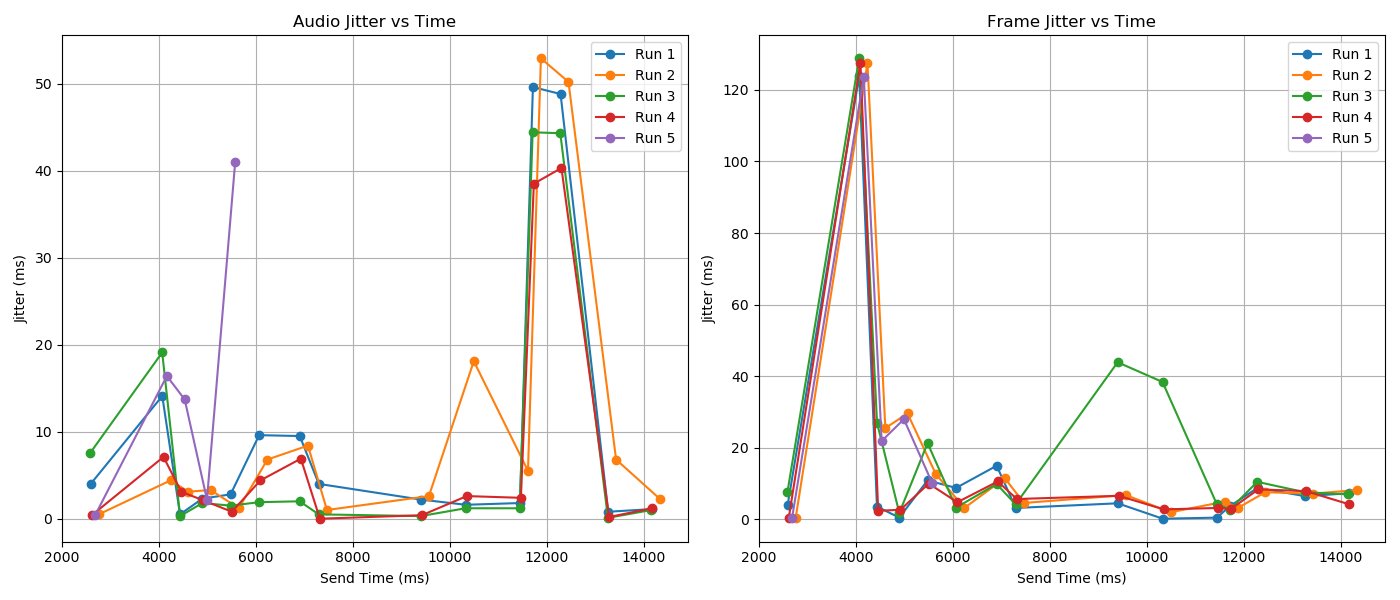 Audio Jitter vs Time
Jitter (ms)
50
40
30
20
10
0
2000 4000 6000 8000 10000 12000 14000
Send Time (ms)
Run 1
Run 2
Run 3
Run 4
Run 5
Frame Jitter vs Time
Jitter (ms)
120
100
80
60
40
20
0
2000 4000 6000 8000 10000 12000 14000
Send Time (ms)
Run 1
Run 2
Run 3
Run 4
Run 5